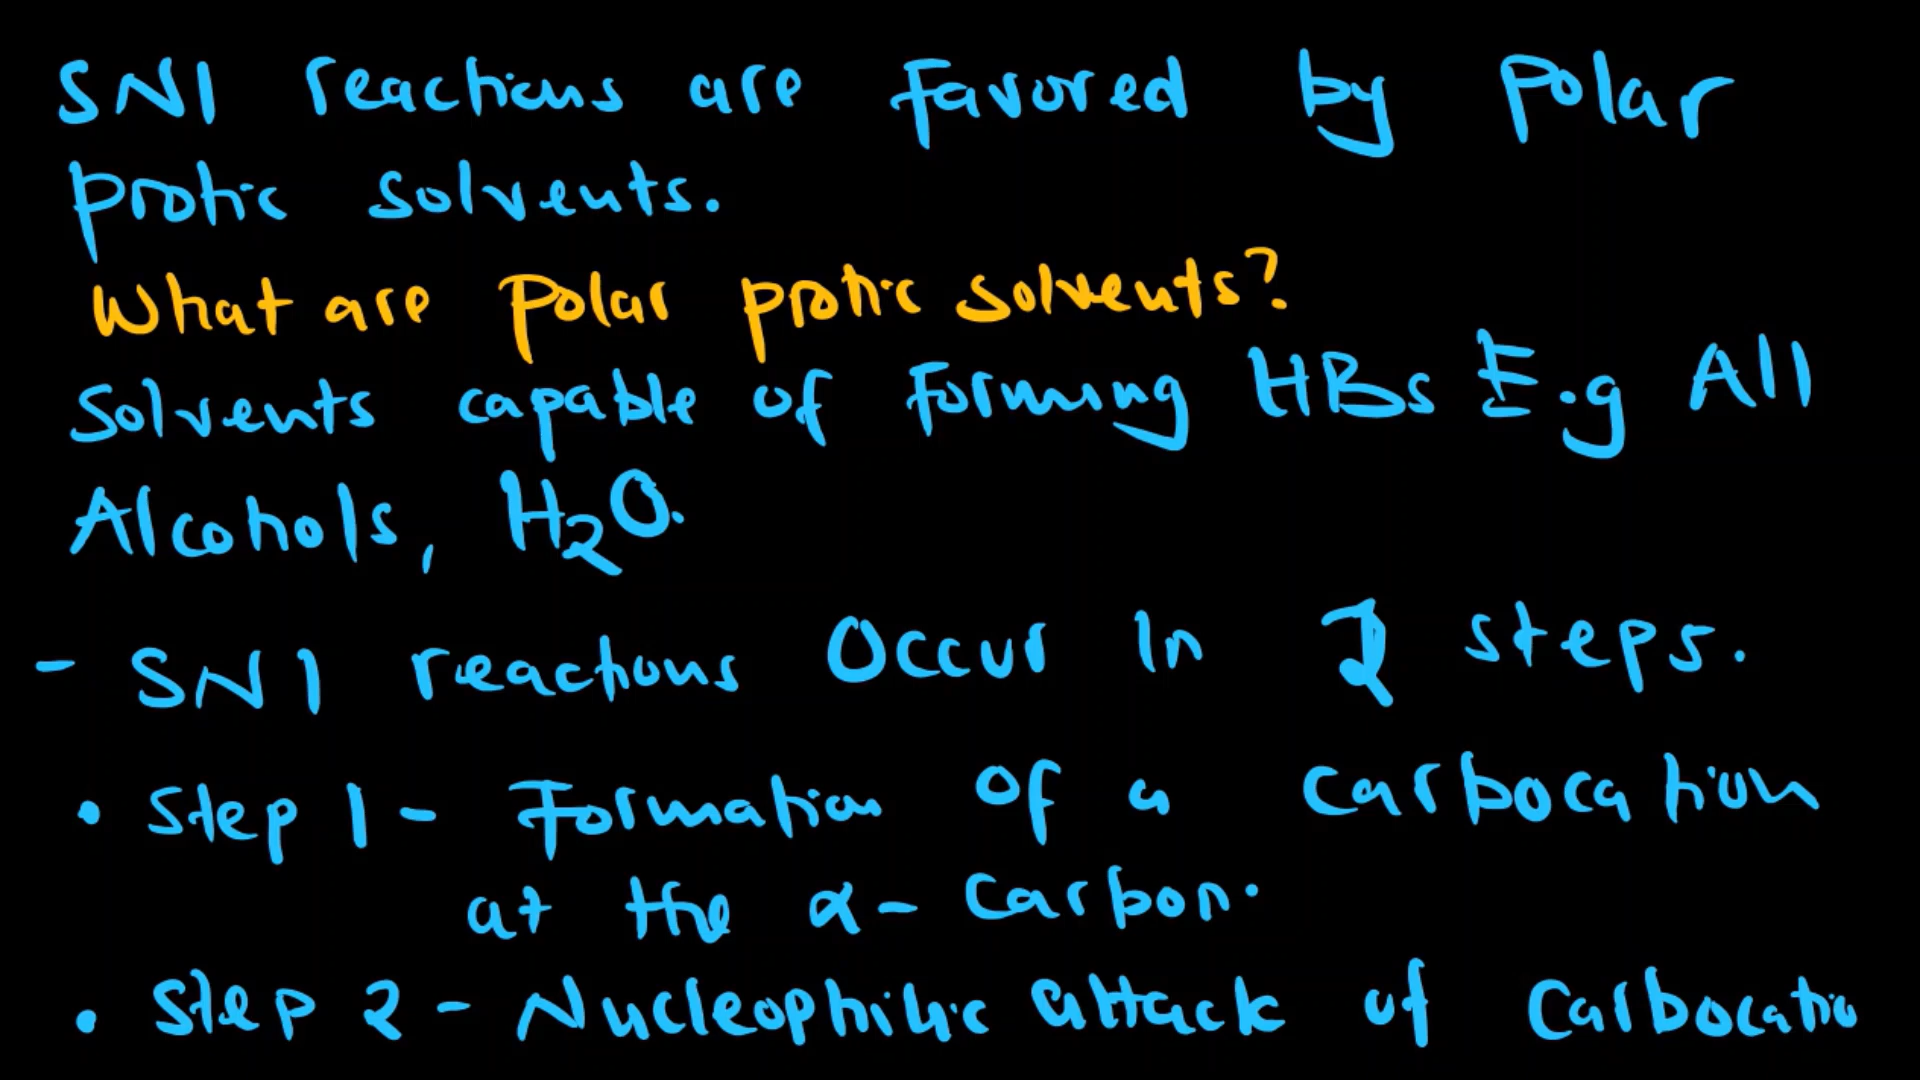 SN1 reactions are favored by polar
protic solvents.
What are polar protic solvents?
Solvents capable of forming HBs E.g All
Alcohols, H₂O.
- SN1 reactions Occur In 2 steps.
• Step 1 - Formation of a carbocation
at the α- Carbon.
• Step 2 - Nucleophilic attack of Carbocatio